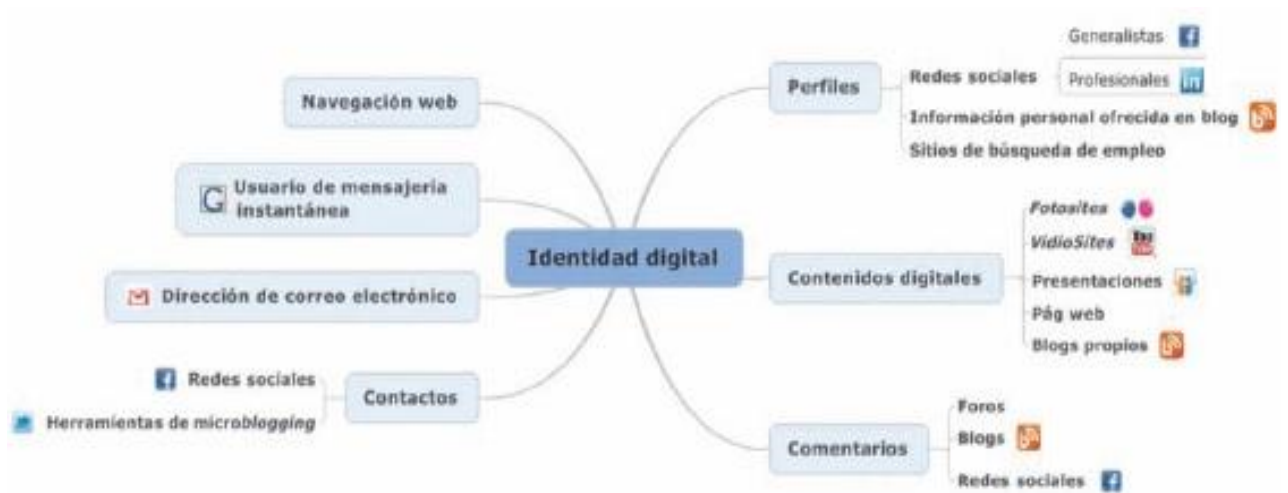 Identidad digital
Navegación web
Usuario de mensajería
instantánea
Dirección de correo electrónico
Contactos
Redes sociales
Herramientas de microblogging
Perfiles
Redes sociales
Generalistas
Profesionales
Información personal ofrecida en blog
Sitios de búsqueda de empleo
Contenidos digitales
Fotosites
VidioSites
Presentaciones
Pág web
Blogs propios
Comentarios
Foros
Blogs
Redes sociales